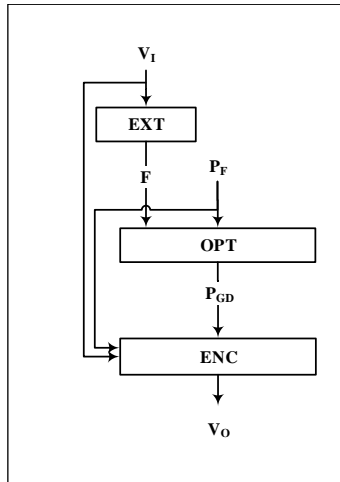 V_I
EXT
F
P_F
OPT
P_GD
ENC
V_O